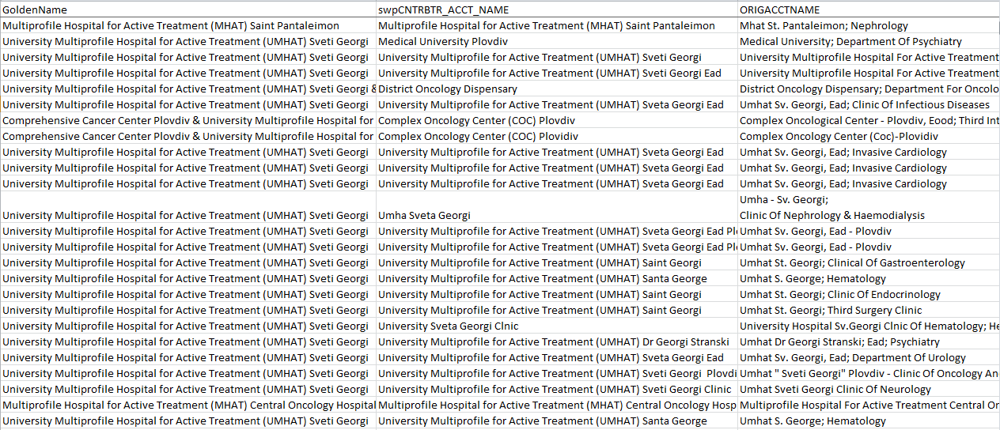 GoldenName swpCNTRBTR_ACCT_NAME ORIGACCTNAME
Multiprofile Hospital for Active Treatment (MHAT) Saint Pantaleimon Multiprofile Hospital for Active Treatment (MHAT) Saint Pantaleimon Mhat St. Pantaleimon; Nephrology
University Multiprofile Hospital for Active Treatment (UMHAT) Sveti Georgi Medical University Plovdiv Medical University; Department Of Psychiatry
University Multiprofile Hospital for Active Treatment (UMHAT) Sveti Georgi University Multiprofile for Active Treatment (UMHAT) Sveti Georgi University Multiprofile Hospital For Active Treatment
University Multiprofile Hospital for Active Treatment (UMHAT) Sveti Georgi University Multiprofile for Active Treatment (UMHAT) Sveti Georgi Ead University Multiprofile Hospital For Active Treatment
University Multiprofile Hospital for Active Treatment (UMHAT) Sveti Georgi & District Oncology Dispensary District Oncology Dispensary; Department For Oncolo
University Multiprofile Hospital for Active Treatment (UMHAT) Sveti Georgi University Multiprofile for Active Treatment (UMHAT) Sveta Georgi Ead Umhat Sv. Georgi, Ead; Clinic Of Infectious Diseases
Comprehensive Cancer Center Plovdiv & University Multiprofile Hospital for Complex Oncology Center (COC) Plovdiv Complex Oncological Center - Plovdiv, Eood; Third Int
Comprehensive Cancer Center Plovdiv & University Multiprofile Hospital for Complex Oncology Center (COC) Plovidiv Complex Oncology Center (Coc)-Plovidiv
University Multiprofile Hospital for Active Treatment (UMHAT) Sveti Georgi University Multiprofile for Active Treatment (UMHAT) Sveta Georgi Ead Umhat Sv. Georgi, Ead; Invasive Cardiology
University Multiprofile Hospital for Active Treatment (UMHAT) Sveti Georgi University Multiprofile for Active Treatment (UMHAT) Sveta Georgi Ead Umhat Sv. Georgi, Ead; Invasive Cardiology
University Multiprofile Hospital for Active Treatment (UMHAT) Sveti Georgi University Multiprofile for Active Treatment (UMHAT) Sveta Georgi Ead Umhat Sv. Georgi, Ead; Invasive Cardiology
Umha - Sv. Georgi;
University Multiprofile Hospital for Active Treatment (UMHAT) Sveti Georgi Umha Sveta Georgi Clinic Of Nephrology & Haemodialysis
University Multiprofile Hospital for Active Treatment (UMHAT) Sveti Georgi University Multiprofile for Active Treatment (UMHAT) Sveta Georgi Ead Pl Umhat Sv. Georgi, Ead - Plovdiv
University Multiprofile Hospital for Active Treatment (UMHAT) Sveti Georgi University Multiprofile for Active Treatment (UMHAT) Sveta Georgi Ead Pl Umhat Sv. Georgi, Ead - Plovdiv
University Multiprofile Hospital for Active Treatment (UMHAT) Sveti Georgi University Multiprofile for Active Treatment (UMHAT) Saint Georgi Umhat St. Georgi; Clinical Of Gastroenterology
University Multiprofile Hospital for Active Treatment (UMHAT) Sveti Georgi University Multiprofile for Active Treatment (UMHAT) Santa George Umhat S. George; Hematology
University Multiprofile Hospital for Active Treatment (UMHAT) Sveti Georgi University Multiprofile for Active Treatment (UMHAT) Saint Georgi Umhat St. Georgi; Clinic Of Endocrinology
University Multiprofile Hospital for Active Treatment (UMHAT) Sveti Georgi University Multiprofile for Active Treatment (UMHAT) Saint Georgi Umhat St. Georgi; Third Surgery Clinic
University Multiprofile Hospital for Active Treatment (UMHAT) Sveti Georgi University Sveta Georgi Clnic University Hospital Sv.Georgi Clnic Of Hematology; He
University Multiprofile Hospital for Active Treatment (UMHAT) Sveti Georgi University Multiprofile for Active Treatment (UMHAT) Dr Georgi Stranski Umhat Dr Georgi Stranski; Ead; Psychiatry
University Multiprofile Hospital for Active Treatment (UMHAT) Sveti Georgi University Multiprofile for Active Treatment (UMHAT) Sveta Georgi Ead Umhat Sv. Georgi, Ead; Department Of Urology
University Multiprofile Hospital for Active Treatment (UMHAT) Sveti Georgi University Multiprofile for Active Treatment (UMHAT) Sveti Georgi Plovdi Umhat " Sveti Georgi" Plovdiv - Clinic Of Oncology An
University Multiprofile Hospital for Active Treatment (UMHAT) Sveti Georgi University Multiprofile for Active Treatment (UMHAT) Sveti Georgi Clinic Umhat Sveti Georgi Clinic Of Neurology
Multiprofile Hospital for Active Treatment (MHAT) Central Oncology Hospital Multiprofile Hospital for Active Treatment (MHAT) Central Oncology Hosp Multiprofile Hospital For Active Treatment Central Or
University Multiprofile Hospital for Active Treatment (UMHAT) Sveti Georgi University Multiprofile for Active Treatment (UMHAT) Santa George Umhat S. George; Hematology